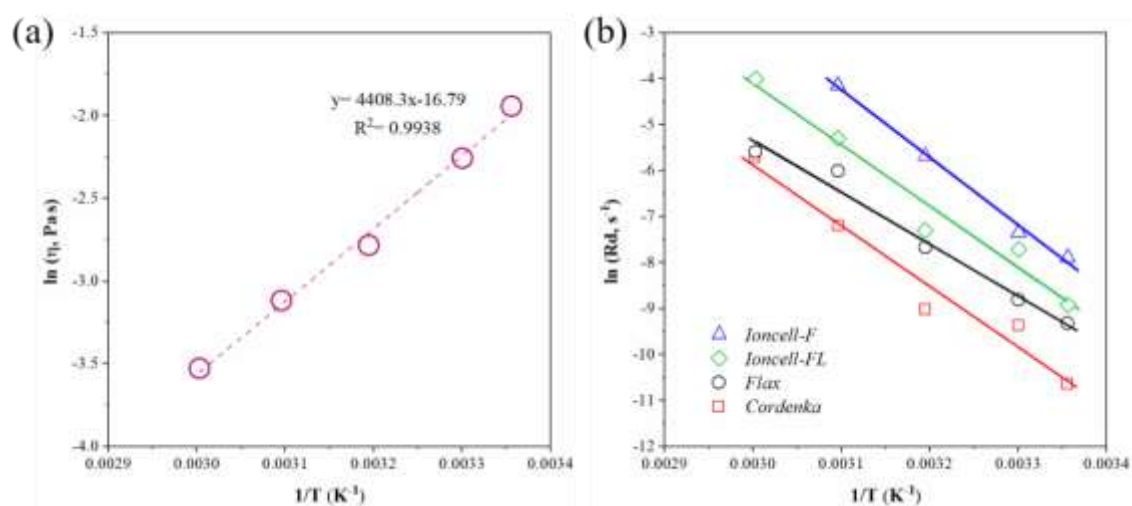 (a)
-1.5
-2.0
-2.5
-3.0
-3.5
-4.0
ln (η, Pa s)
y= 4408.3x-16.79
R²= 0.9938
0.0029 0.0030 0.0031 0.0032 0.0033 0.0034
1/T (K⁻¹)
(b)
-3
-4
-5
-6
-7
-8
-9
-10
-11
-12
ln (Rd, s⁻¹)
Ioncell-F
Ioncell-FL
Flax
Cordenka
0.0029 0.0030 0.0031 0.0032 0.0033 0.0034
1/T (K⁻¹)